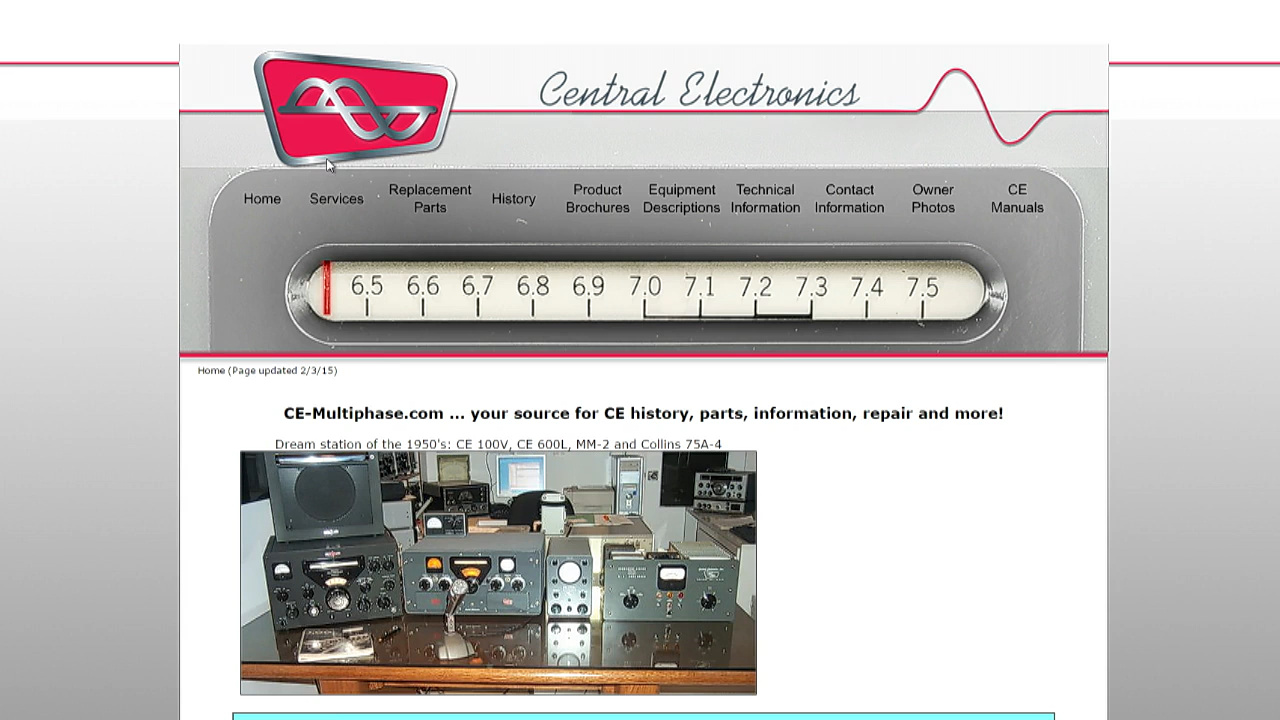 Central Electronics
Home
Services
Replacement
Parts
History
Product
Brochures
Equipment
Descriptions
Technical
Information
Contact
Information
Owner
Photos
CE
Manuals
6.5 6.6 6.7 6.8 6.9 7.0 7.1 7.2 7.3 7.4 7.5
Home (Page updated 2/3/15)
CE-Multiphase.com ... your source for CE history, parts, information, repair and more!
Dream station of the 1950's: CE 100V, CE 600L, MM-2 and Collins 75A-4